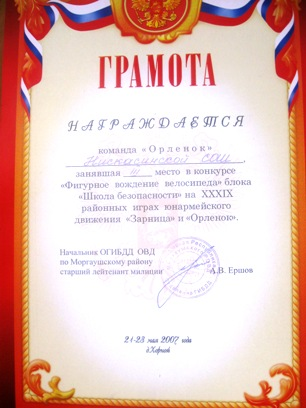 ГРАМОТА
НАГРАЖДАЕТСЯ
команда «Орленок»
Нискасинской сош,
занявшая III место в конкурсе
«Фигурное вождение велосипеда» блока
«Школа безопасности» на XXXIX
районных играх юнармейского
движения «Зарница» и «Орленок».
Начальник ОГИБДД ОВД
по Моргаушскому району
старший лейтенант милиции А.В. Ершов
21-23 мая 2007 года
д.Хорной